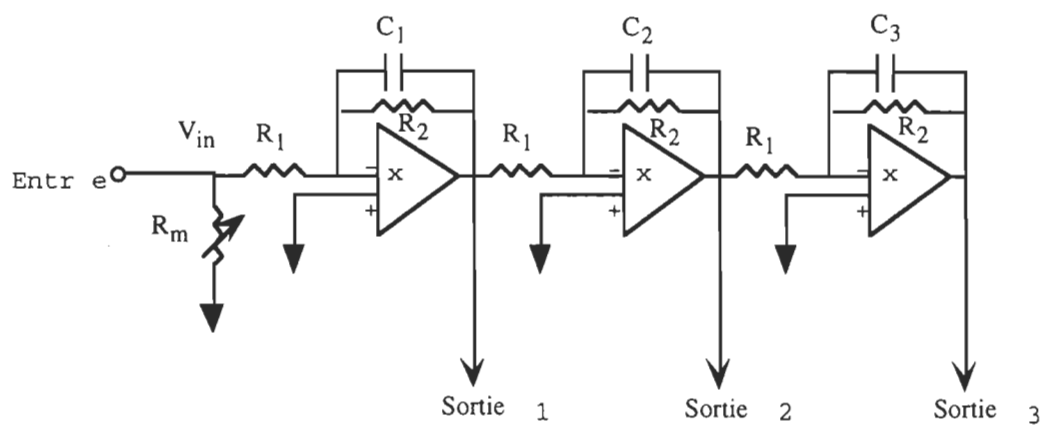 C1 C2 C3
R2 R2 R2
Vin R1 R1 R1
Entr e
- x - x - x
+ + +
Rm
Sortie 1 Sortie 2 Sortie 3